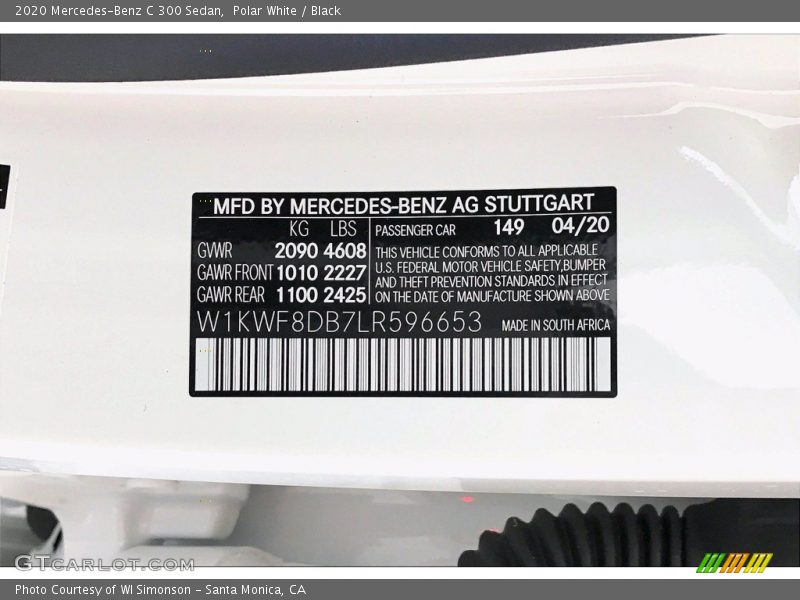 2020 Mercedes-Benz C 300 Sedan, Polar White / Black
MFD BY MERCEDES-BENZ AG STUTTGART
KG LBS
GWR 2090 4608
GAWR FRONT 1010 2227
GAWR REAR 1100 2425
PASSENGER CAR 149 04/20
THIS VEHICLE CONFORMS TO ALL APPLICABLE
U.S. FEDERAL MOTOR VEHICLE SAFETY,BUMPER
AND THEFT PREVENTION STANDARDS IN EFFECT
ON THE DATE OF MANUFACTURE SHOWN ABOVE
W1KWF8DB7LR596653 MADE IN SOUTH AFRICA
GTcarlot.com
Photo Courtesy of WI Simonson - Santa Monica, CA